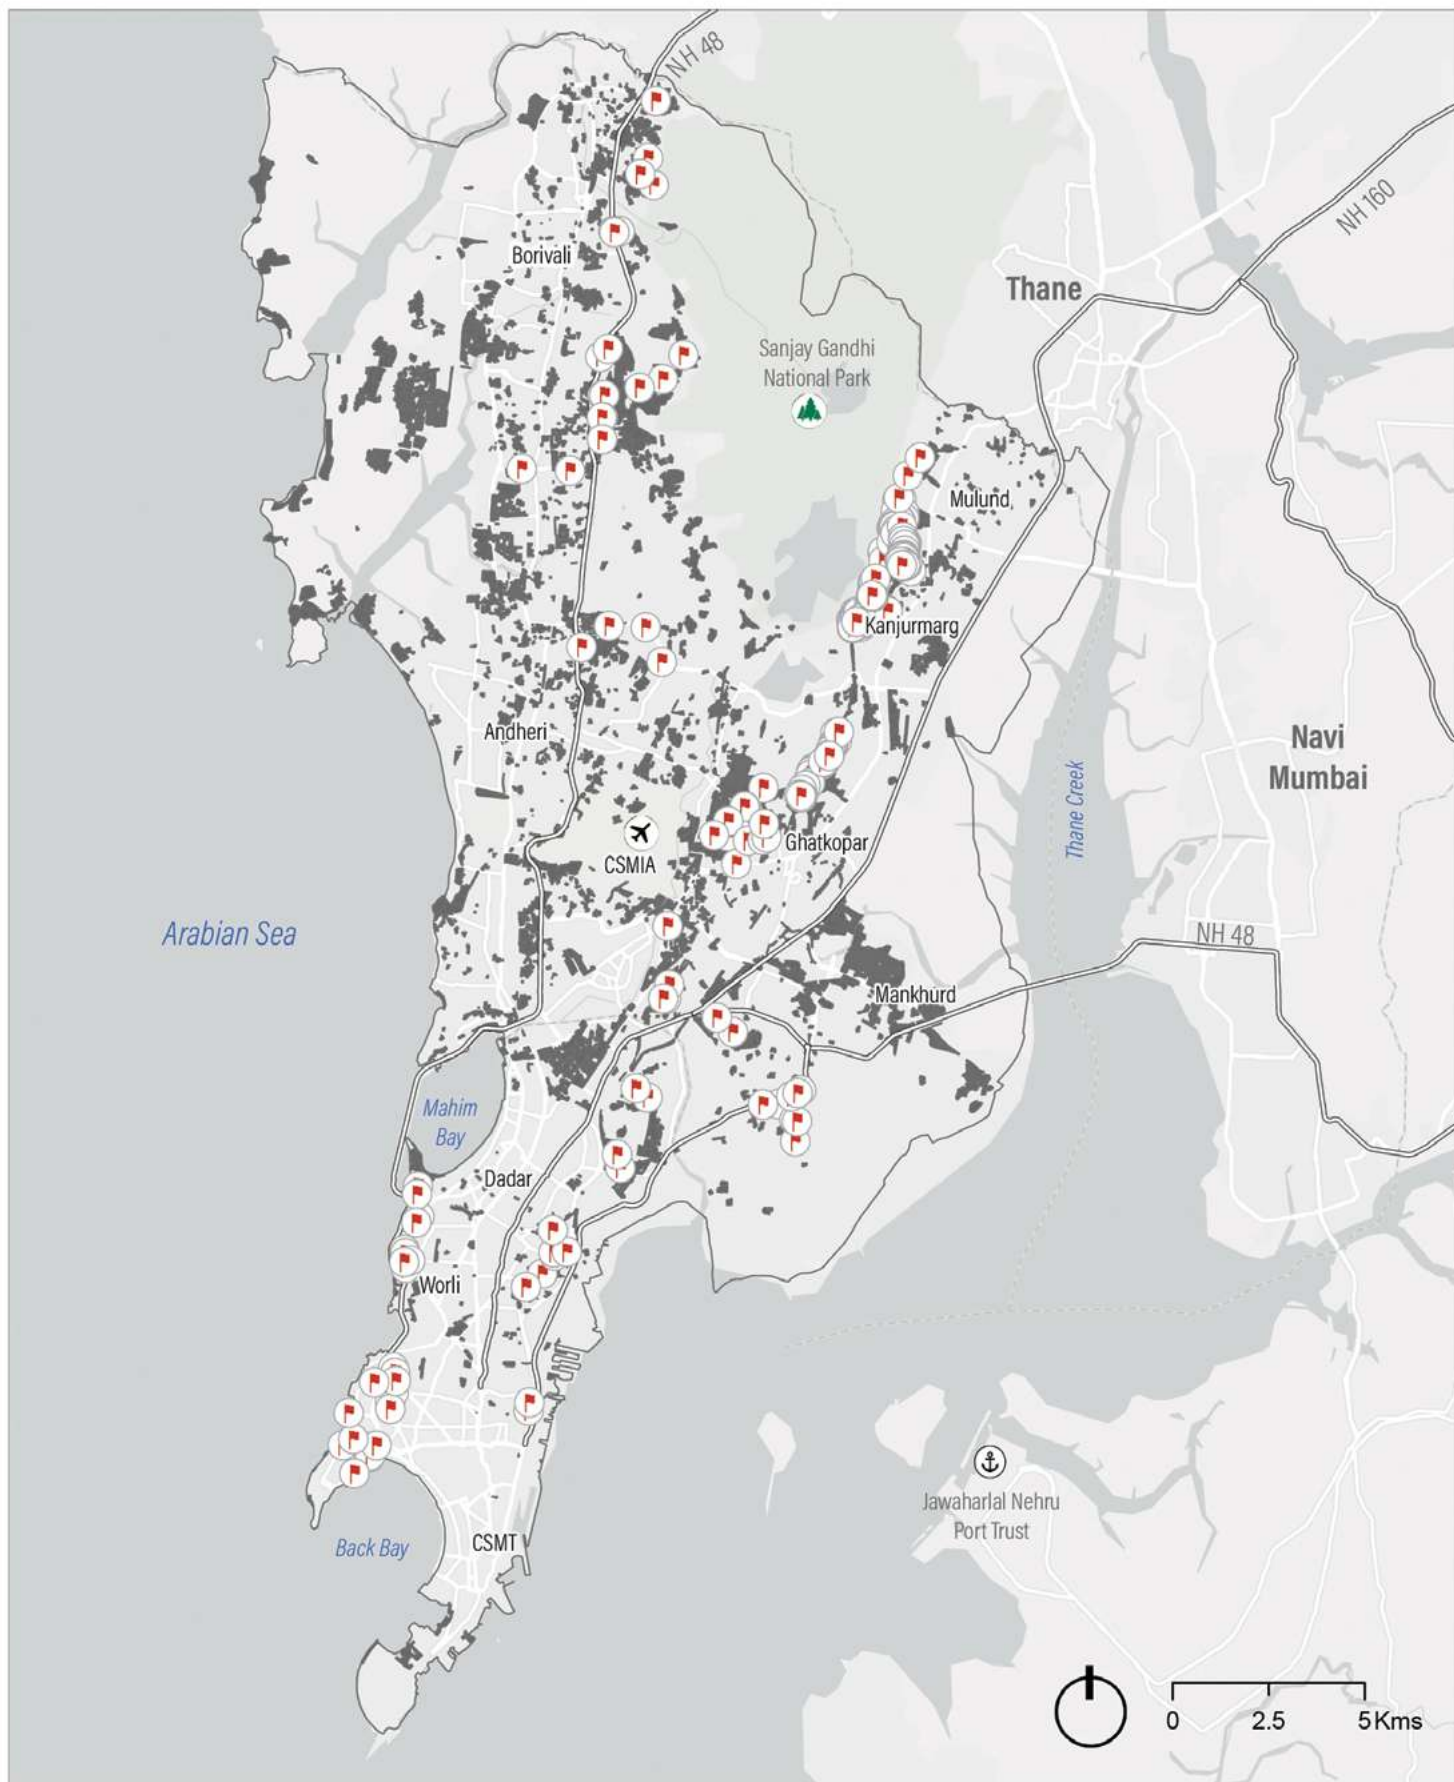 NH 48
NH 160
Borivali
Thane
Sanjay Gandhi
National Park
Mulund
Kanjurmarg
Andheri
Navi
Mumbai
Thane Creek
Ghatkopar
CSMIA
Arabian Sea
NH 48
Mankhurd
Mahim
Bay
Dadar
Worli
Jawaharlal Nehru
Port Trust
Back Bay
CSMT
0 2.5 5 Kms